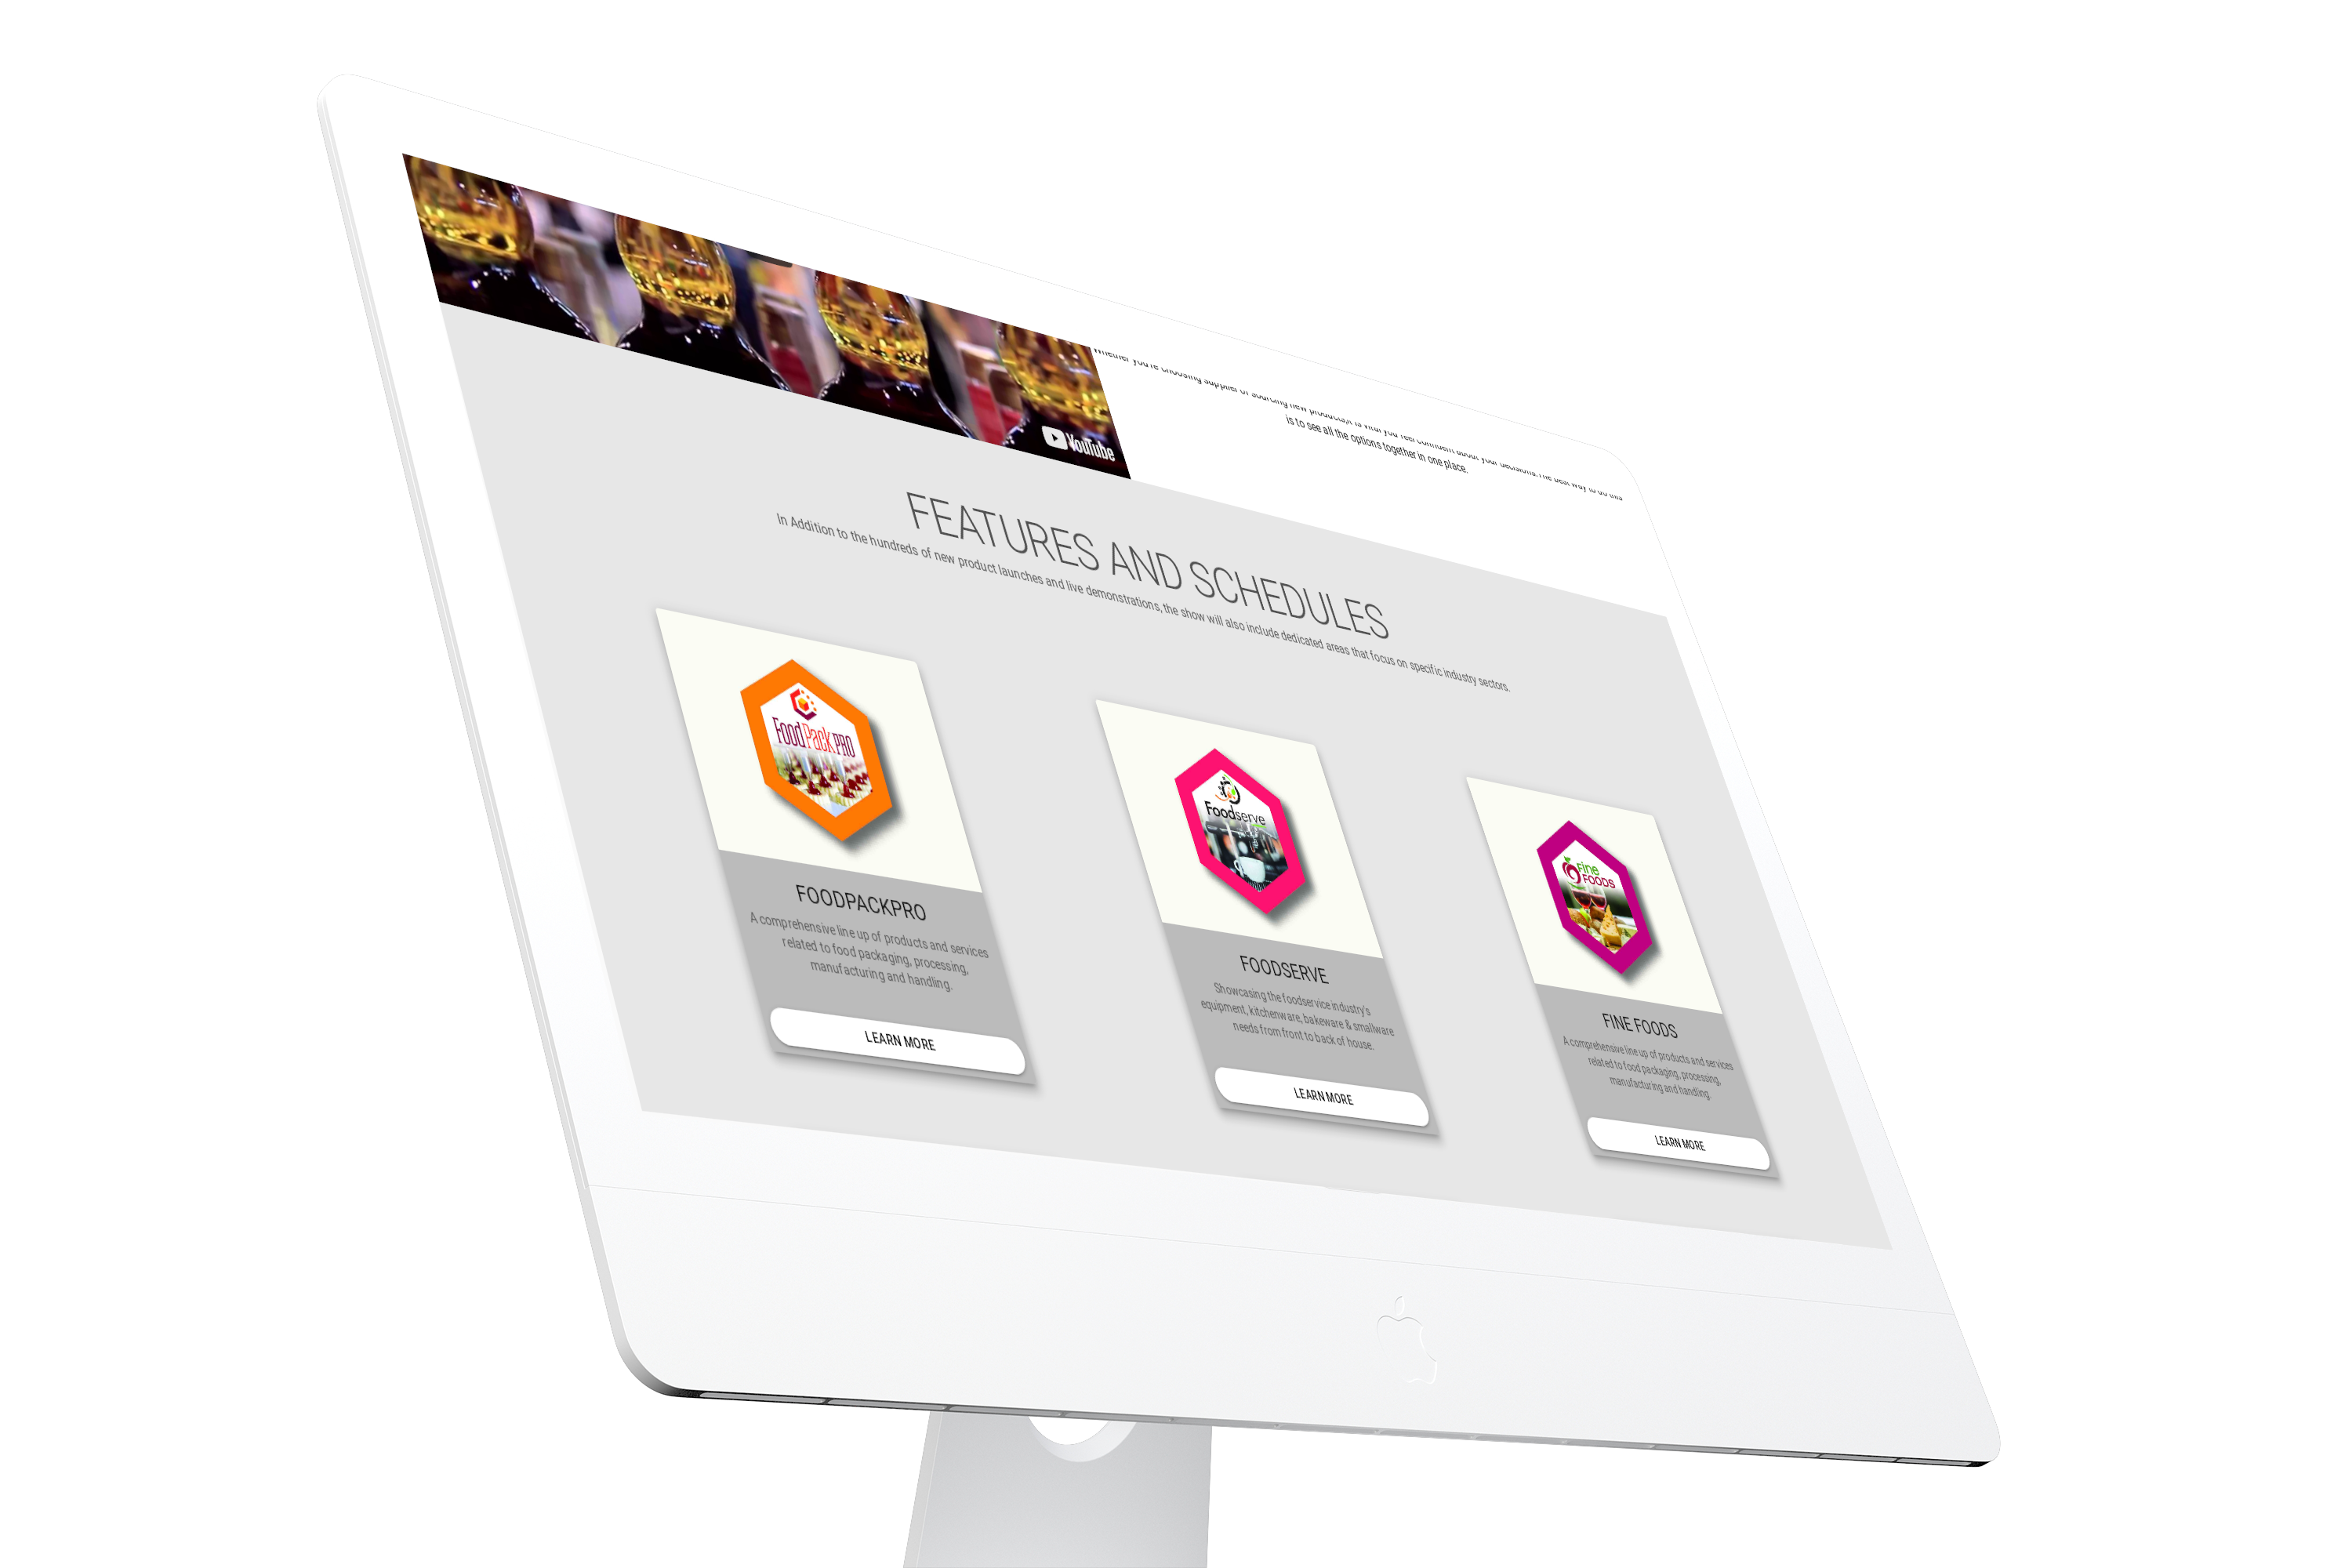 Whether you're choosing supplier or sourcing new products,it is vital you feel confident about your decisions.The best way to do this
is to see all the options together in one place.
YouTube
FEATURES AND SCHEDULES
In Addition to the hundreds of new product launches and live demonstrations, the show will also include dedicated areas that focus on specific industry sectors.
FoodPackPRO
FOODPACKPRO
A comprehensive line up of products and services
related to food packaging, processing,
manufacturing and handling.
LEARN MORE
Foodserve
FOODSERVE
Showcasing the foodservice industry's
equipment, kitchenware, bakeware & smallware
needs from front to back of house.
LEARN MORE
Fine
FOODS
FINE FOODS
A comprehensive line up of products and services
related to food packaging, processing,
manufacturing and handling.
LEARN MORE